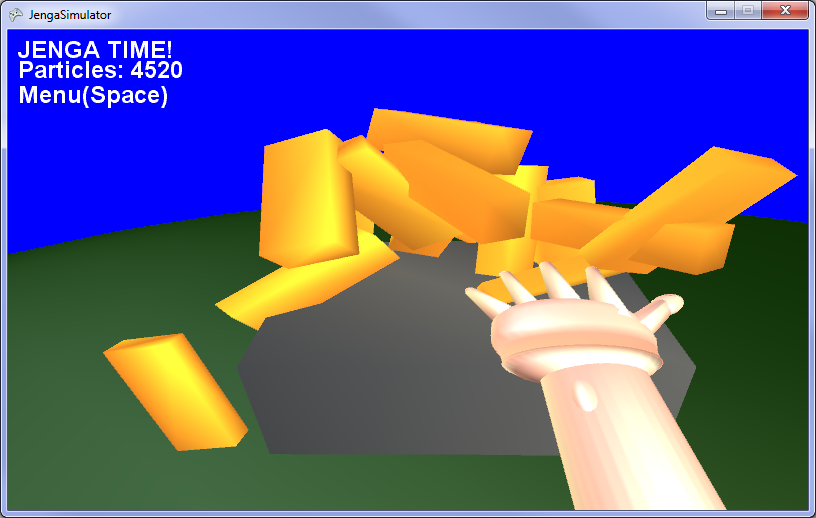 JengaSimulator
JENGA TIME!
Particles: 4520
Menu(Space)